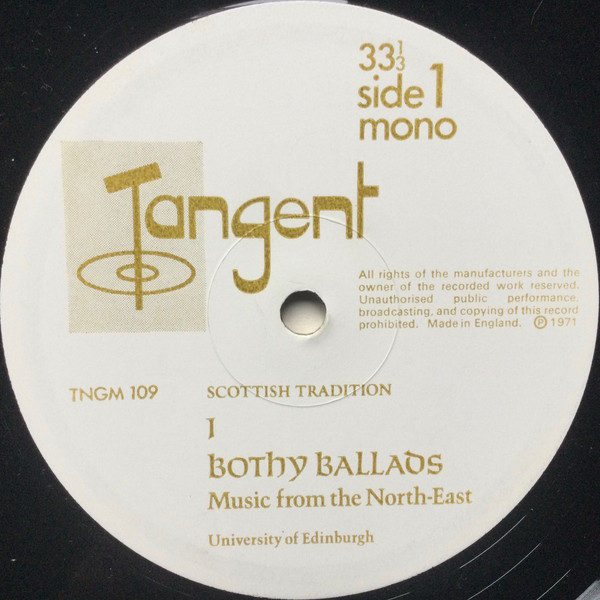 33 1/3
side 1
mono
Tangent
All rights of the manufacturers and the
owner of the recorded work reserved.
Unauthorised public performance,
broadcasting, and copying of this record
prohibited. Made in England. ℗ 1971
TNGM 109
SCOTTISH TRADITION
I
BOTHY BALLADS
Music from the North-East
University of Edinburgh